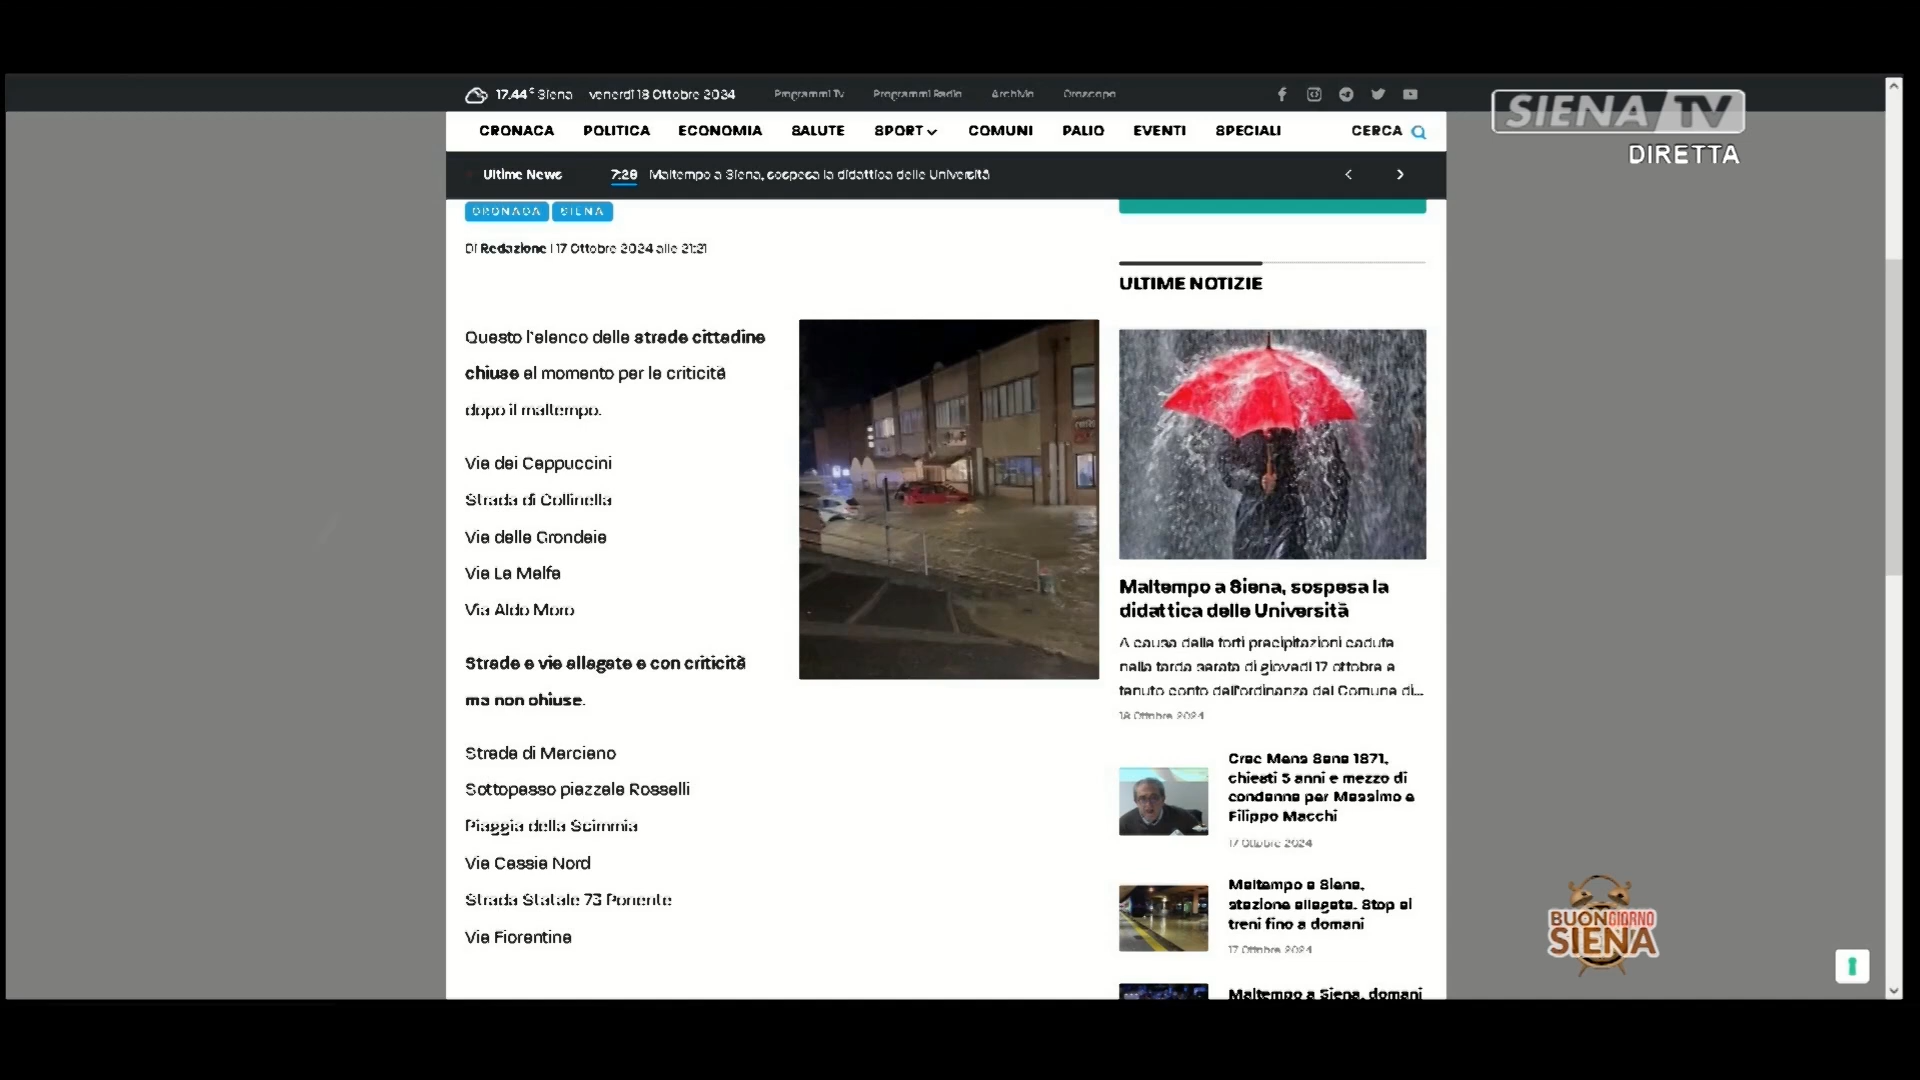 17.44° Siena venerdì 18 Ottobre 2024 Programmi Tv Programmi Radio Archivio Oroscopo
SIENA TV
DIRETTA
CRONACA POLITICA ECONOMIA SALUTE SPORT COMUNI PALIO EVENTI SPECIALI CERCA
Ultime News 7:28 Maltempo a Siena, sospesa la didattica delle Università
CRONACA SIENA
Di Redazione | 17 Ottobre 2024 alle 21:21
Questo l'elenco delle strade cittadine
chiuse al momento per le criticità
dopo il maltempo.
Via dei Cappuccini
Strada di Collinella
Via delle Grondaie
Via La Malfa
Via Aldo Moro
Strade e vie allagate e con criticità
ma non chiuse.
Strada di Marciano
Sottopasso piazzale Rosselli
Piaggia della Scimmia
Via Cassia Nord
Strada Statale 73 Ponente
Via Fiorentina
ULTIME NOTIZIE
Maltempo a Siena, sospesa la
didattica delle Università
A causa delle forti precipitazioni cadute
nella tarda serata di giovedì 17 ottobre e
tenuto conto dell'ordinanza del Comune di...
18 Ottobre 2024
Crac Mens Sana 1871,
chiesti 5 anni e mezzo di
condanna per Massimo e
Filippo Macchi
17 Ottobre 2024
Maltempo a Siena,
stazione allagata. Stop ai
treni fino a domani
17 Ottobre 2024
Maltempo a Siena, domani
BUONGIORNO
SIENA